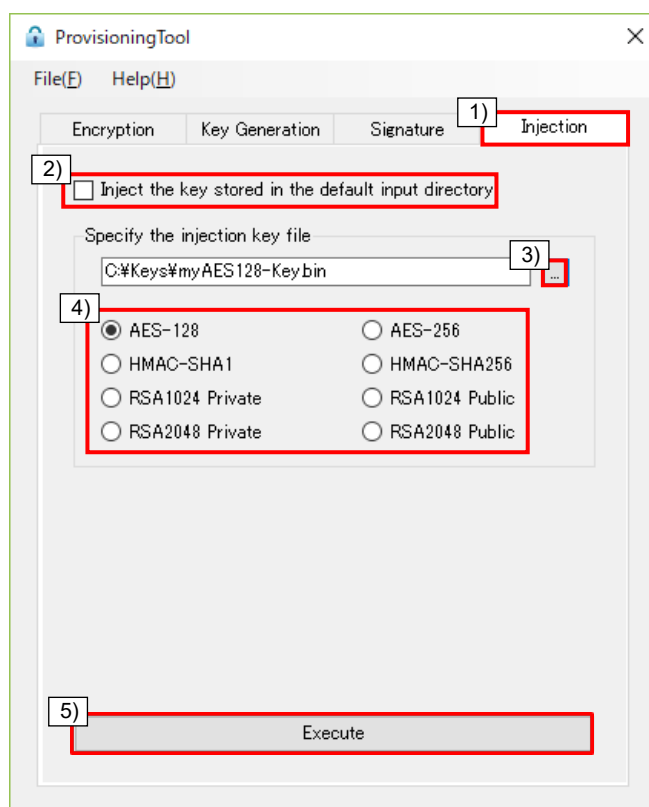 ProvisioningTool
File(F) Help(H)
1)
Encryption Key Generation Signature Injection
2)
Inject the key stored in the default input directory
Specify the injection key file
3)
C:¥Keys¥myAES128-Key.bin ...
4)
AES-128 AES-256
HMAC-SHA1 HMAC-SHA256
RSA1024 Private RSA1024 Public
RSA2048 Private RSA2048 Public
5)
Execute